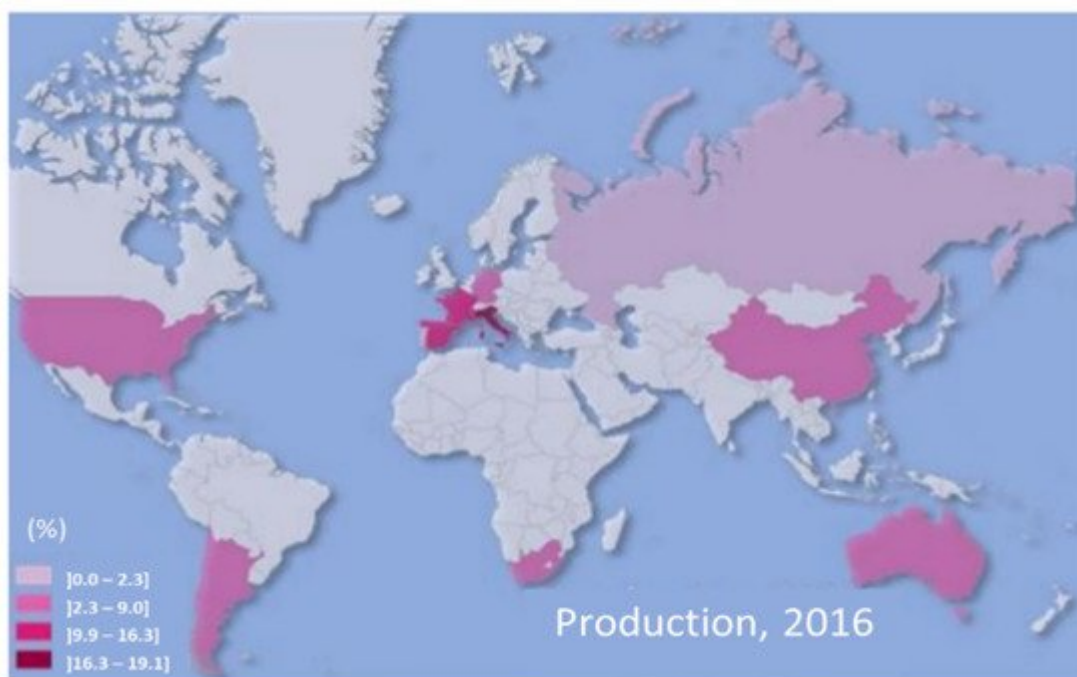 (%)
]0.0 – 2.3]
]2.3 – 9.0]
]9.9 – 16.3]
]16.3 – 19.1]
Production, 2016